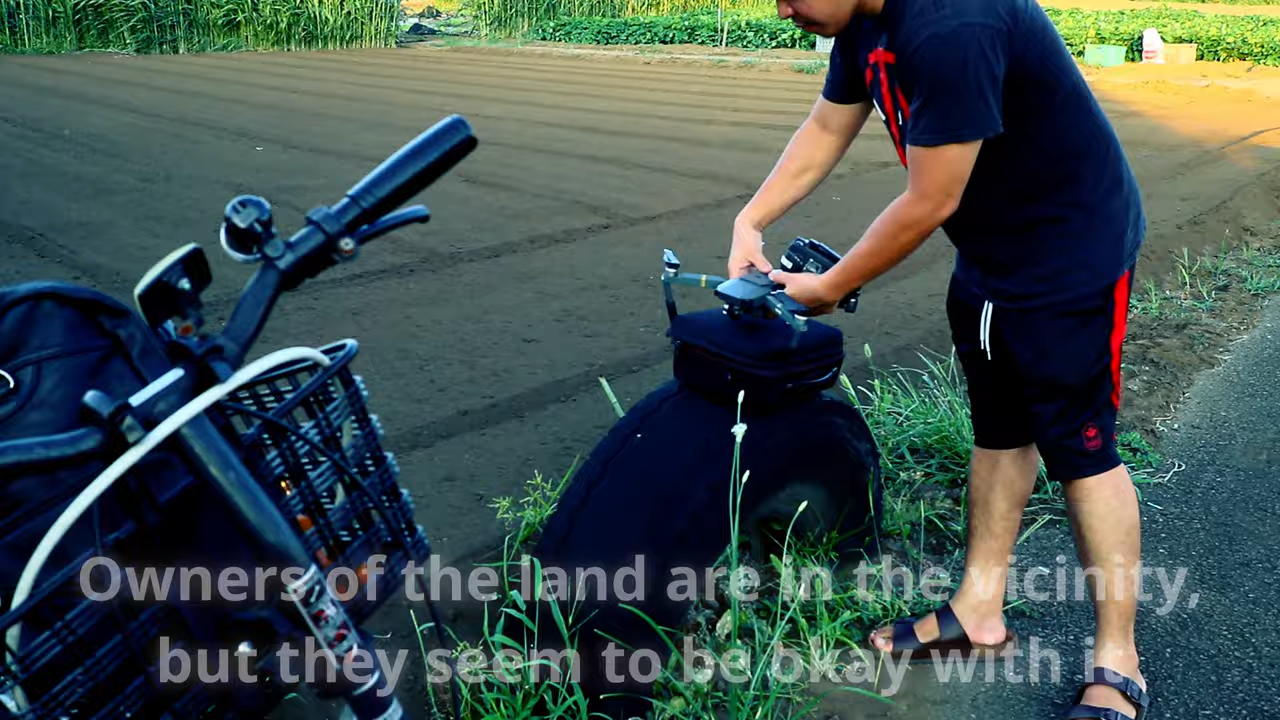 Owners of the land are in the vicinity,
but they seem to be okay with it.